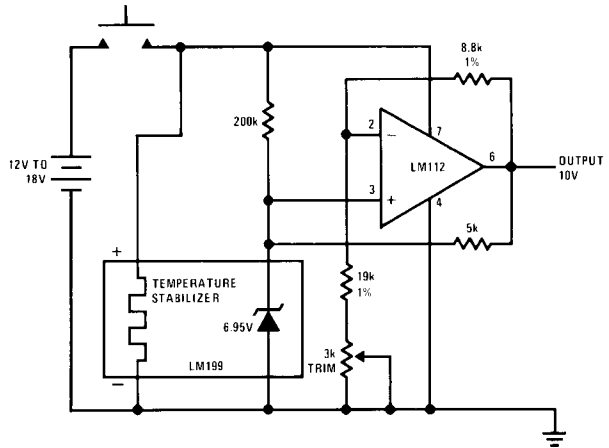 8.8k
1%
200k
2
7
12V TO
18V
LM112
6
OUTPUT
10V
3
4
5k
+
TEMPERATURE
STABILIZER
19k
1%
6.95V
3k
TRIM
LM199